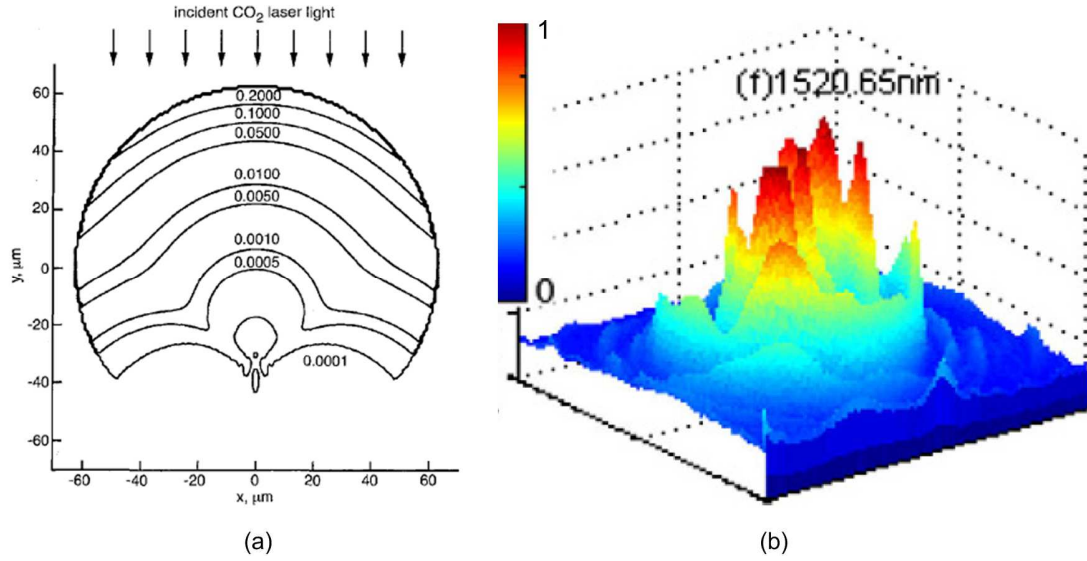 incident CO₂ laser light
60
40
20
0
-20
-40
-60
y, μm
0.2000
0.1000
0.0500
0.0100
0.0050
0.0010
0.0005
0.0001
-60 -40 -20 0 20 40 60
x, μm
(a)
1
0
(f)1520.65nm
(b)